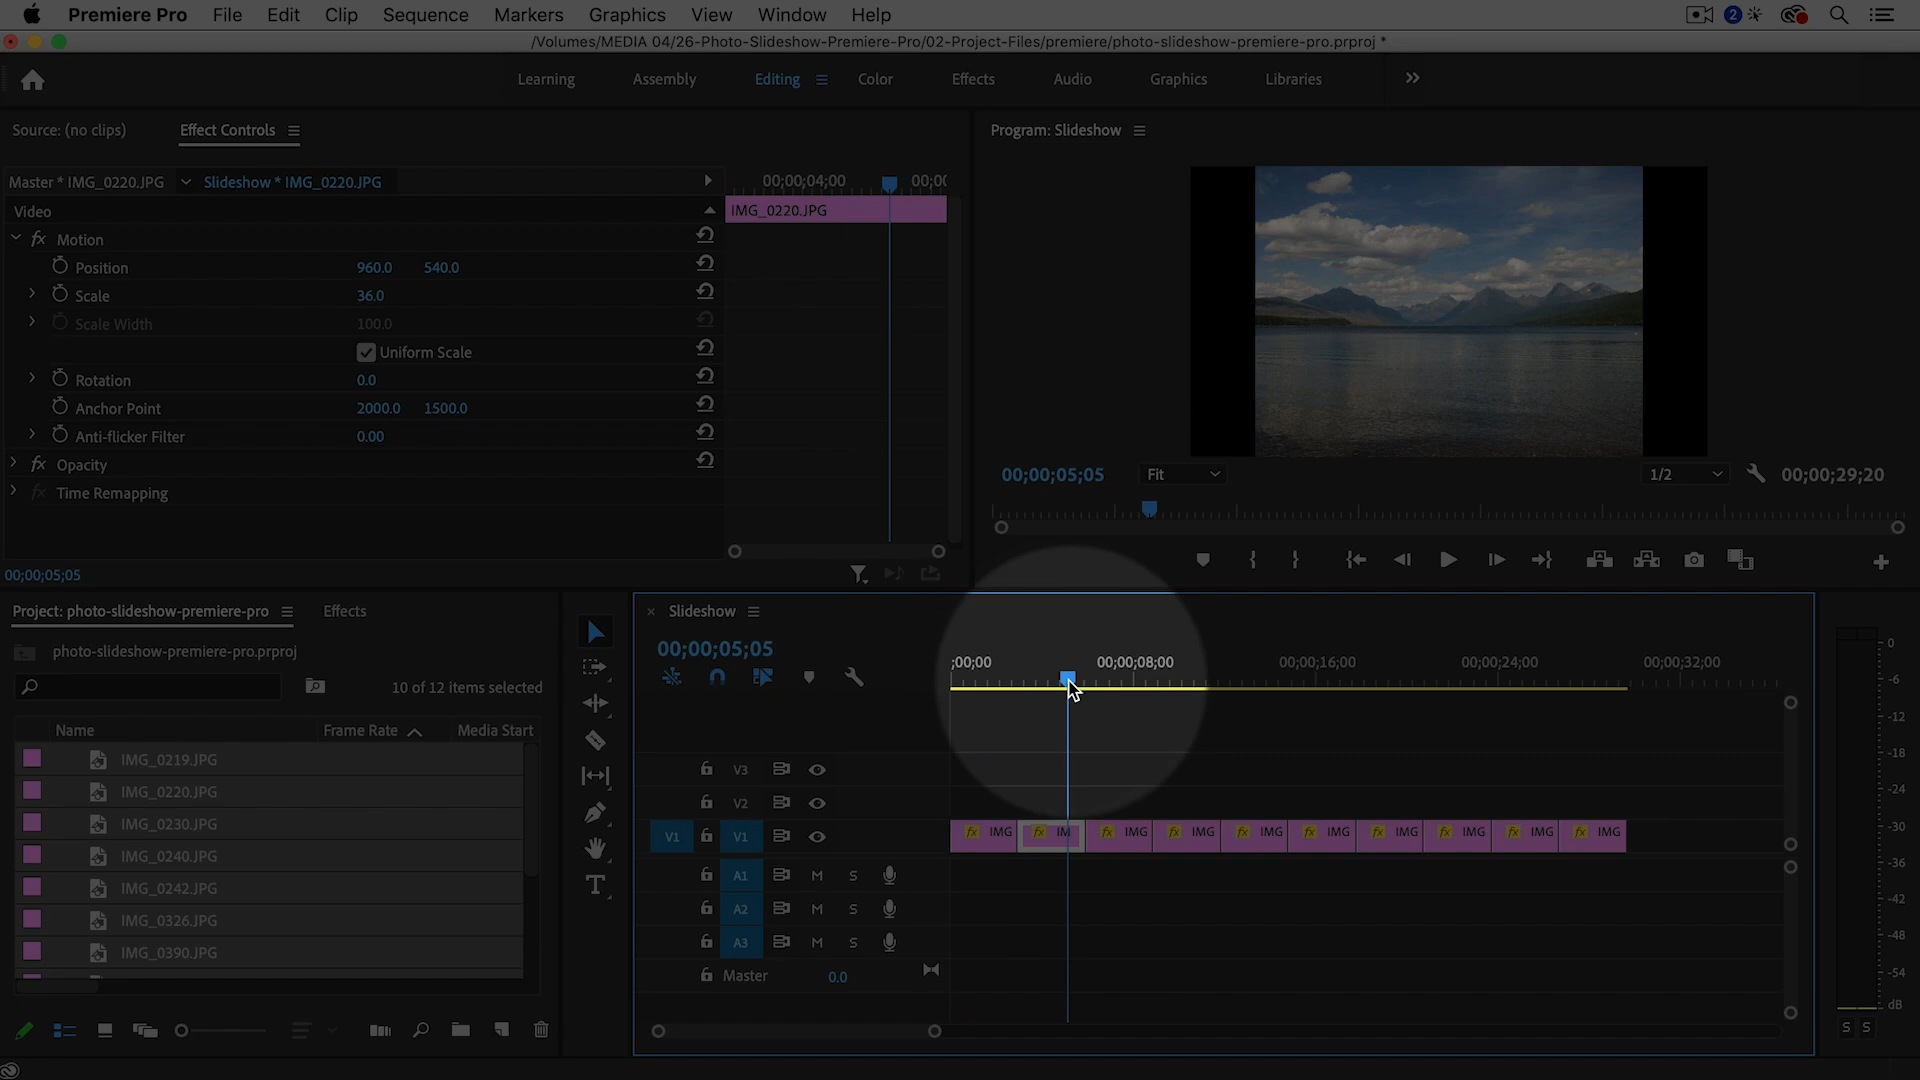 Premiere Pro File Edit Clip Sequence Markers Graphics View Window Help 2
/Volumes/MEDIA 04/26-Photo-Slideshow-Premiere-Pro/02-Project-Files/premiere/photo-slideshow-premiere-pro.prproj *
Learning Assembly Editing Color Effects Audio Graphics Libraries
Source: (no clips) Effect Controls
Program: Slideshow
Master * IMG_0220.JPG Slideshow * IMG_0220.JPG
00;00;04;00
Video
IMG_0220.JPG
fx Motion
Position 960.0 540.0
Scale 36.0
Scale Width 100.0
Uniform Scale
Rotation 0.0
Anchor Point 2000.0 1500.0
Anti-flicker Filter 0.00
fx Opacity
fx Time Remapping
00;00;05;05 Fit 1/2 00;00;29;20
00;00;05;05
Project: photo-slideshow-premiere-pro Effects
photo-slideshow-premiere-pro.prproj
10 of 12 items selected
Name Frame Rate Media Start
IMG_0219.JPG
IMG_0220.JPG
IMG_0230.JPG
IMG_0240.JPG
IMG_0242.JPG
IMG_0326.JPG
IMG_0390.JPG
Slideshow
00;00;05;05
;00;00 00;00;08;00 00;00;16;00 00;00;24;00 00;00;32;00
V3
V2
V1 V1
fx IMG fx IM fx IMG fx IMG fx IMG fx IMG fx IMG fx IMG fx IMG fx IMG
A1 M S
A2 M S
A3 M S
Master 0.0
0
-6
-12
-18
-24
-30
-36
-42
-48
-54
dB
S S